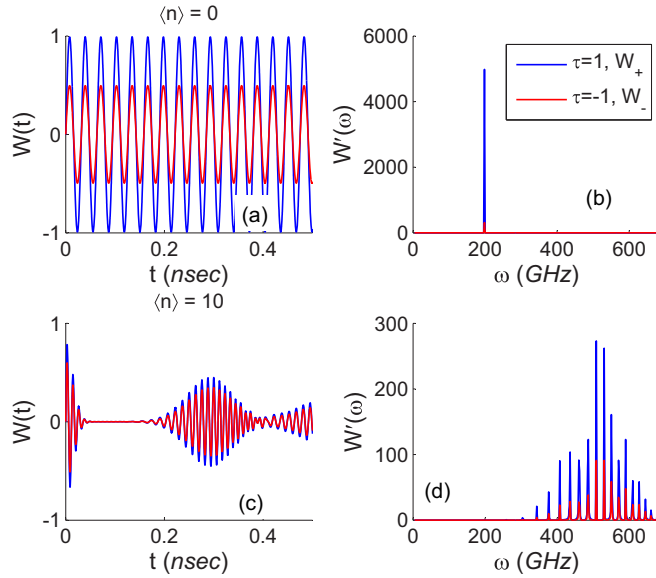 ⟨n⟩ = 0
1
0
-1
W(t)
(a)
0
0.2
0.4
t (nsec)
6000
4000
2000
0
W'(ω)
τ=1, W₊
τ=-1, W₋
(b)
0
200
400
600
ω (GHz)
⟨n⟩ = 10
1
0
-1
W(t)
(c)
0
0.2
0.4
t (nsec)
300
200
100
0
W'(ω)
(d)
0
200
400
600
ω (GHz)